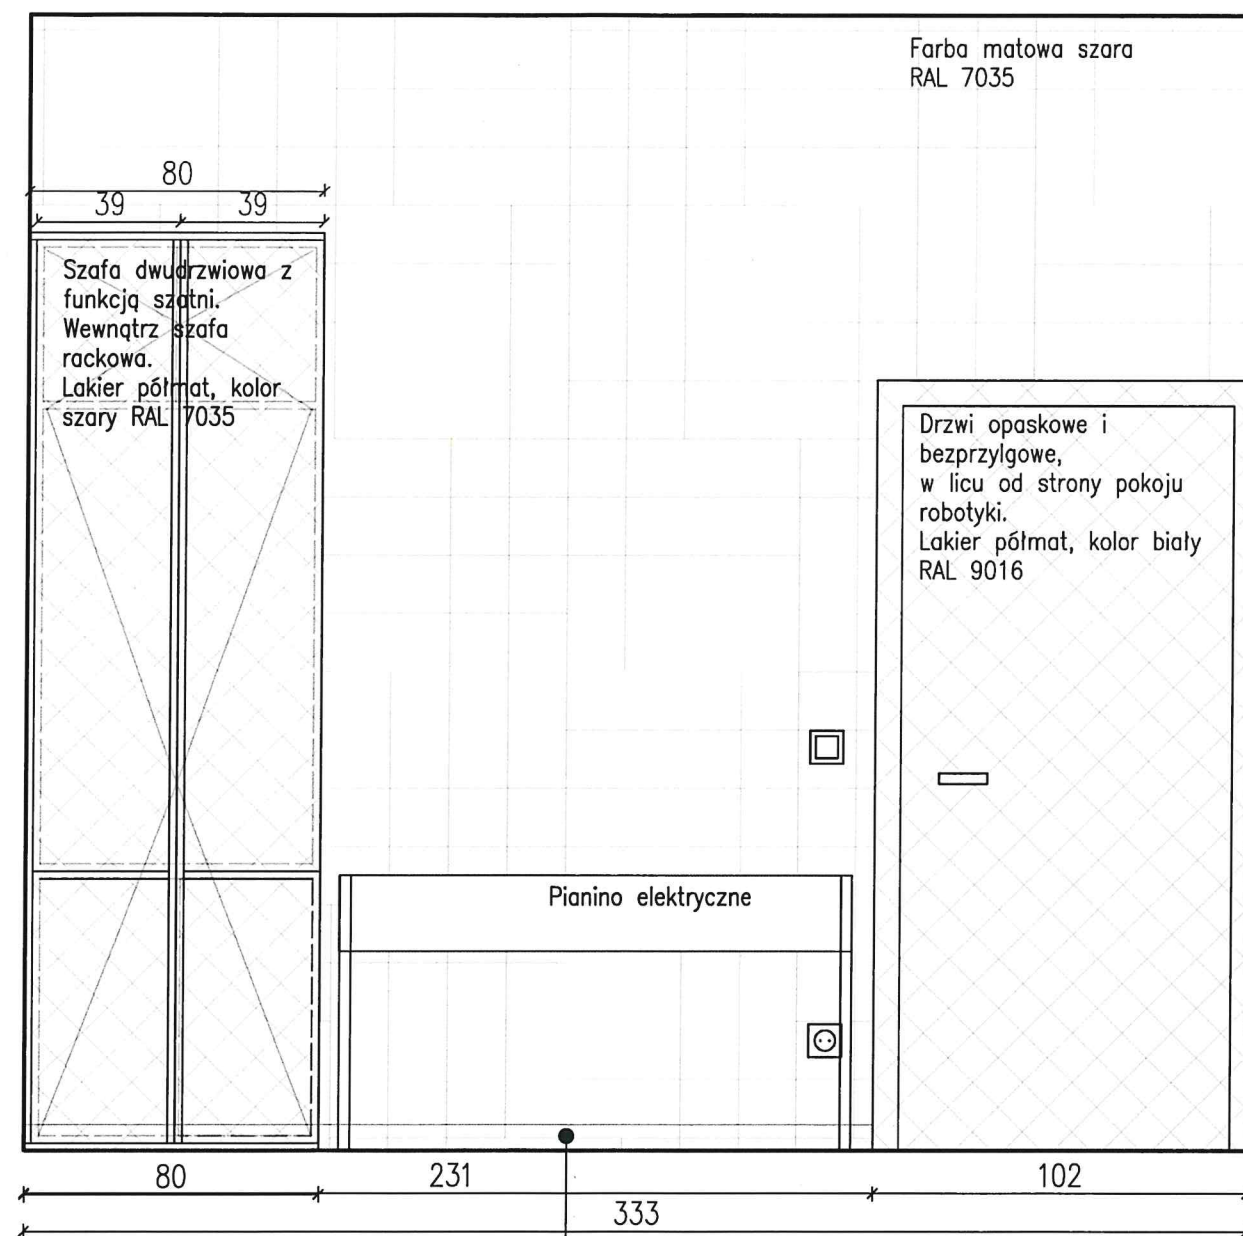 Farba matowa szara
RAL 7035
80
39 39
Szafa dwudrzwiowa z
funkcją szatni.
Wewnątrz szafa
rackowa.
Lakier półmat, kolor
szary RAL 7035
Drzwi opaskowe i
bezprzylgowe,
w licu od strony pokoju
robotyki.
Lakier półmat, kolor biały
RAL 9016
Pianino elektryczne
80 231 102
333